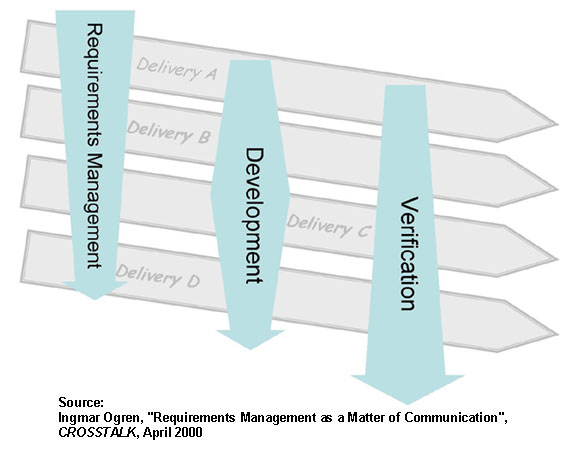 Requirements Management
Delivery A
Delivery B
Development
Delivery C
Verification
Delivery D
Source:
Ingmar Ogren, "Requirements Management as a Matter of Communication",
CROSSTALK, April 2000